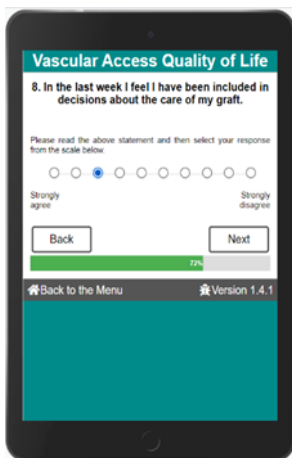 Vascular Access Quality of Life
8. In the last week I feel I have been included in
decisions about the care of my graft.
Please read the above statement and then select your response
from the scale below.
Strongly
agree
Strongly
disagree
Back
Next
72%
Back to the Menu
Version 1.4.1